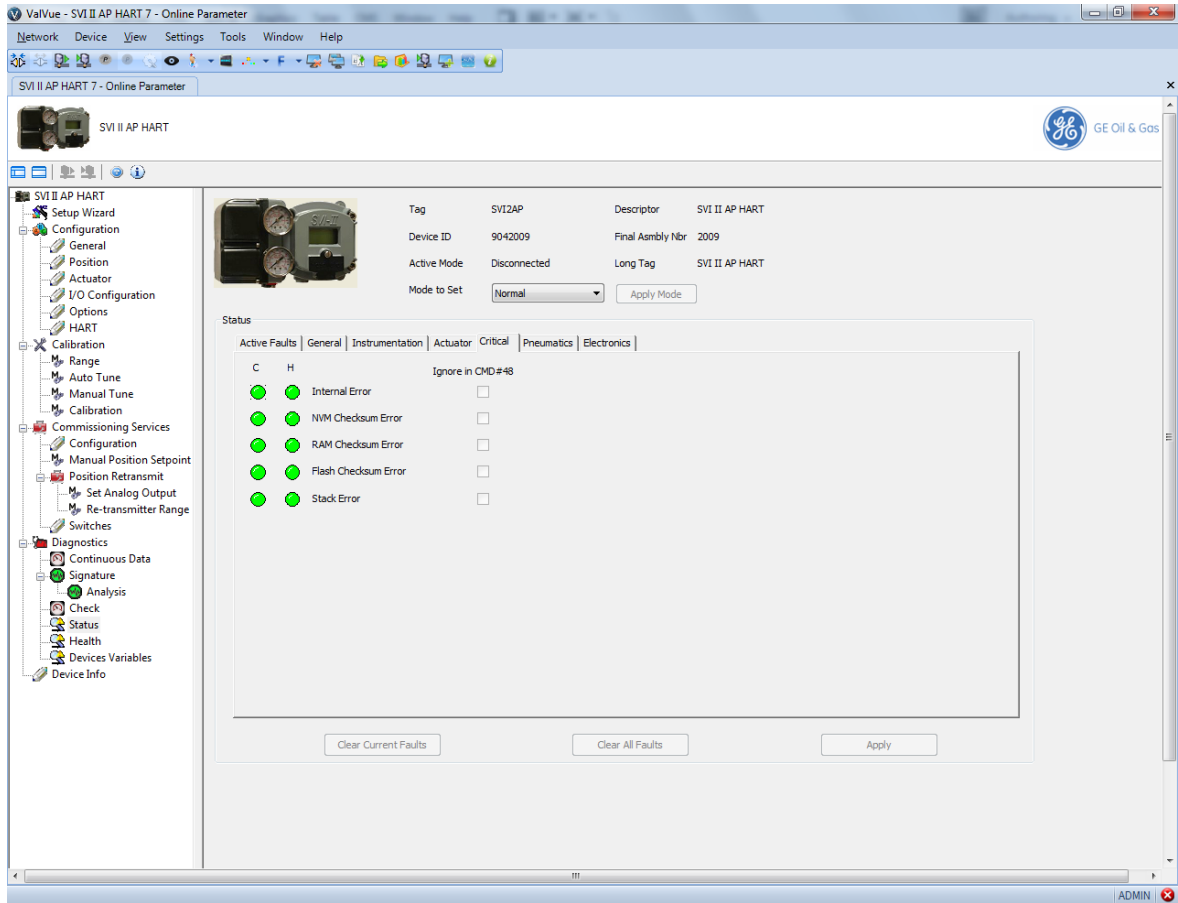 ValVue - SVI II AP HART 7 - Online Parameter
Network Device View Settings Tools Window Help
SVI II AP HART 7 - Online Parameter
SVI II AP HART
GE Oil & Gas
SVI II AP HART
Setup Wizard
Configuration
General
Position
Actuator
I/O Configuration
Options
HART
Calibration
Range
Auto Tune
Manual Tune
Calibration
Commissioning Services
Configuration
Manual Position Setpoint
Position Retransmit
Set Analog Output
Re-transmitter Range
Switches
Diagnostics
Continuous Data
Signature
Analysis
Check
Status
Health
Devices Variables
Device Info
SVI-II
Tag SVI2AP Descriptor SVI II AP HART
Device ID 9042009 Final Asmbly Nbr 2009
Active Mode Disconnected Long Tag SVI II AP HART
Mode to Set Normal Apply Mode
Status
Active Faults General Instrumentation Actuator Critical Pneumatics Electronics
C H Ignore in CMD#48
Internal Error
NVM Checksum Error
RAM Checksum Error
Flash Checksum Error
Stack Error
Clear Current Faults Clear All Faults Apply
ADMIN